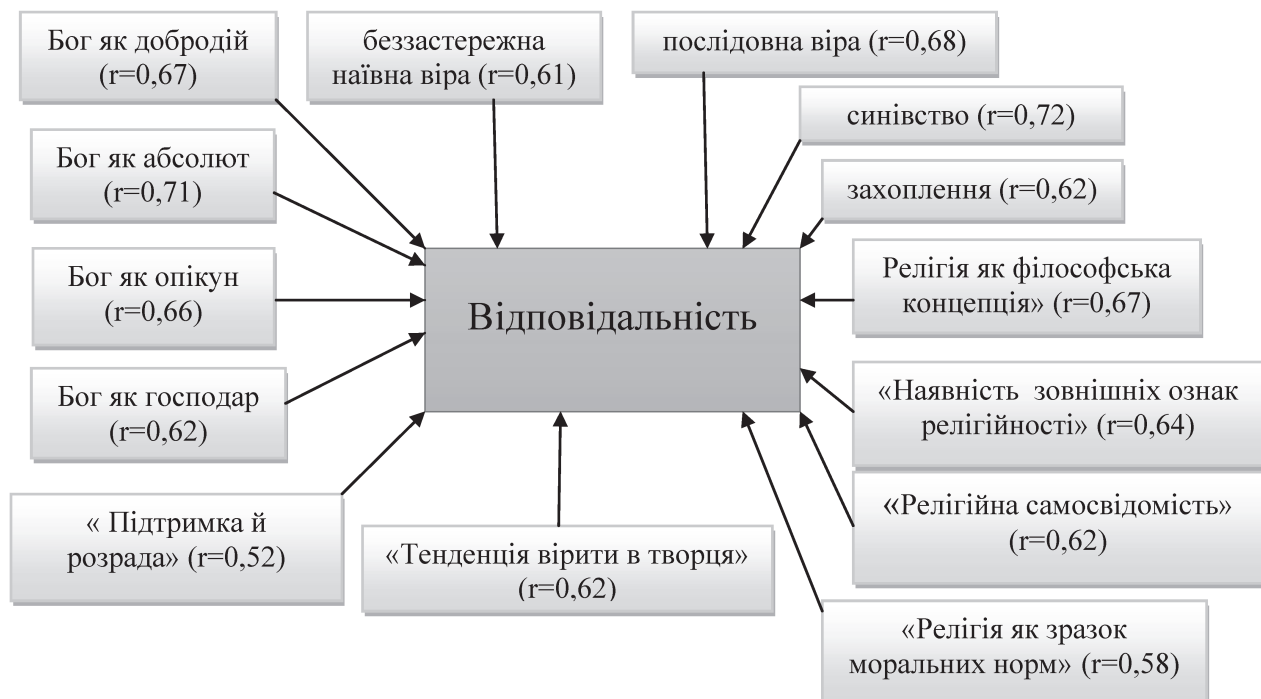 Бог як добродій
(r=0,67)
беззастережна
наївна віра (r=0,61)
послідовна віра (r=0,68)
синівство (r=0,72)
Бог як абсолют
(r=0,71)
захоплення (r=0,62)
Бог як опікун
(r=0,66)
Відповідальність
Релігія як філософська
концепція» (r=0,67)
Бог як господар
(r=0,62)
«Наявність  зовнішніх ознак
релігійності» (r=0,64)
« Підтримка й
розрада» (r=0,52)
«Тенденція вірити в творця»
(r=0,62)
«Релігійна самосвідомість»
(r=0,62)
«Релігія як зразок
моральних норм» (r=0,58)